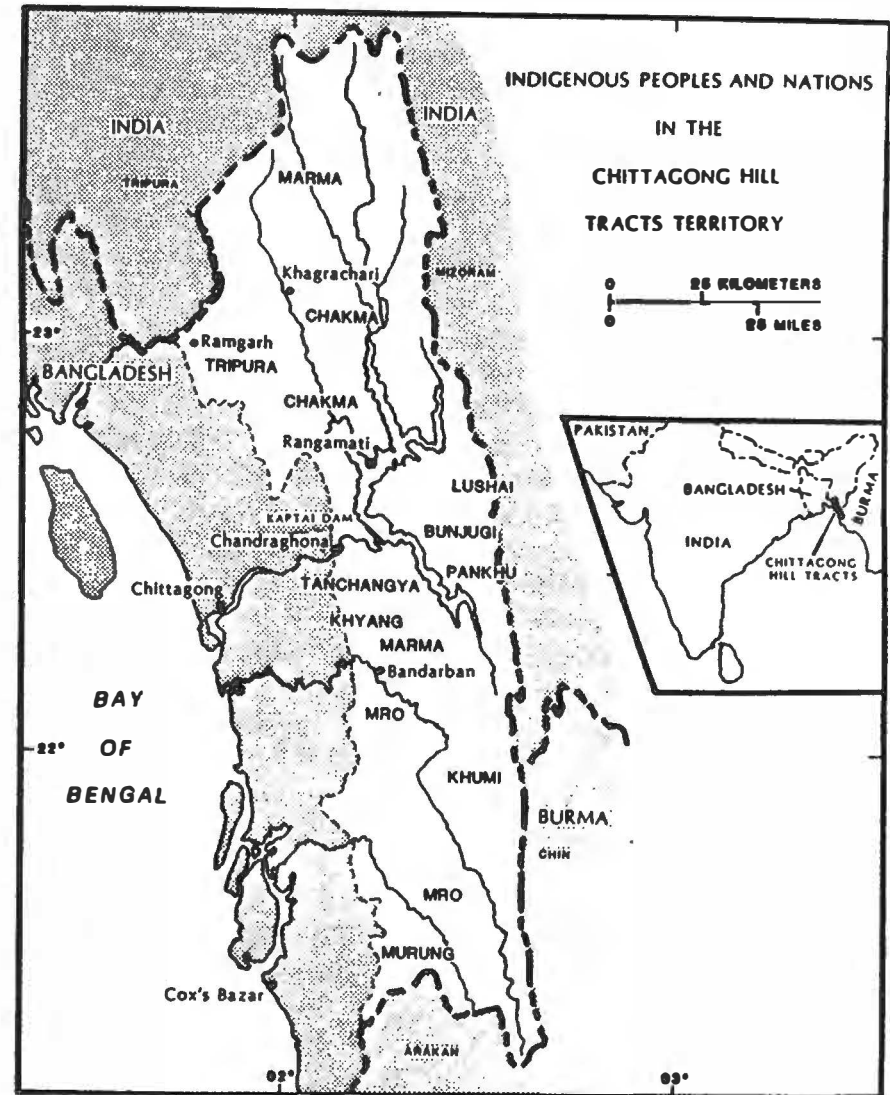 INDIGENOUS PEOPLES AND NATIONS
IN THE
CHITTAGONG HILL
TRACTS TERRITORY
0 25 KILOMETERS
0 25 MILES
INDIA
INDIA
TRIPURA
MARMA
MIZORAM
Khagrachari
CHAKMA
23°
Ramgarh
TRIPURA
BANGLADESH
CHAKMA
Rangamati
LUSHAI
KAPTAI DAM
BUNJUGI
Chandraghona
PANKHU
Chittagong
TANCHANGYA
KHYANG
MARMA
Bandarban
BAY
OF
BENGAL
MRO
22°
KHUMI
BURMA
CHIN
MRO
MURUNG
Cox's Bazar
ARAKAN
02°
03°
PAKISTAN
BANGLADESH
BURMA
INDIA
CHITTAGONG
HILL TRACTS